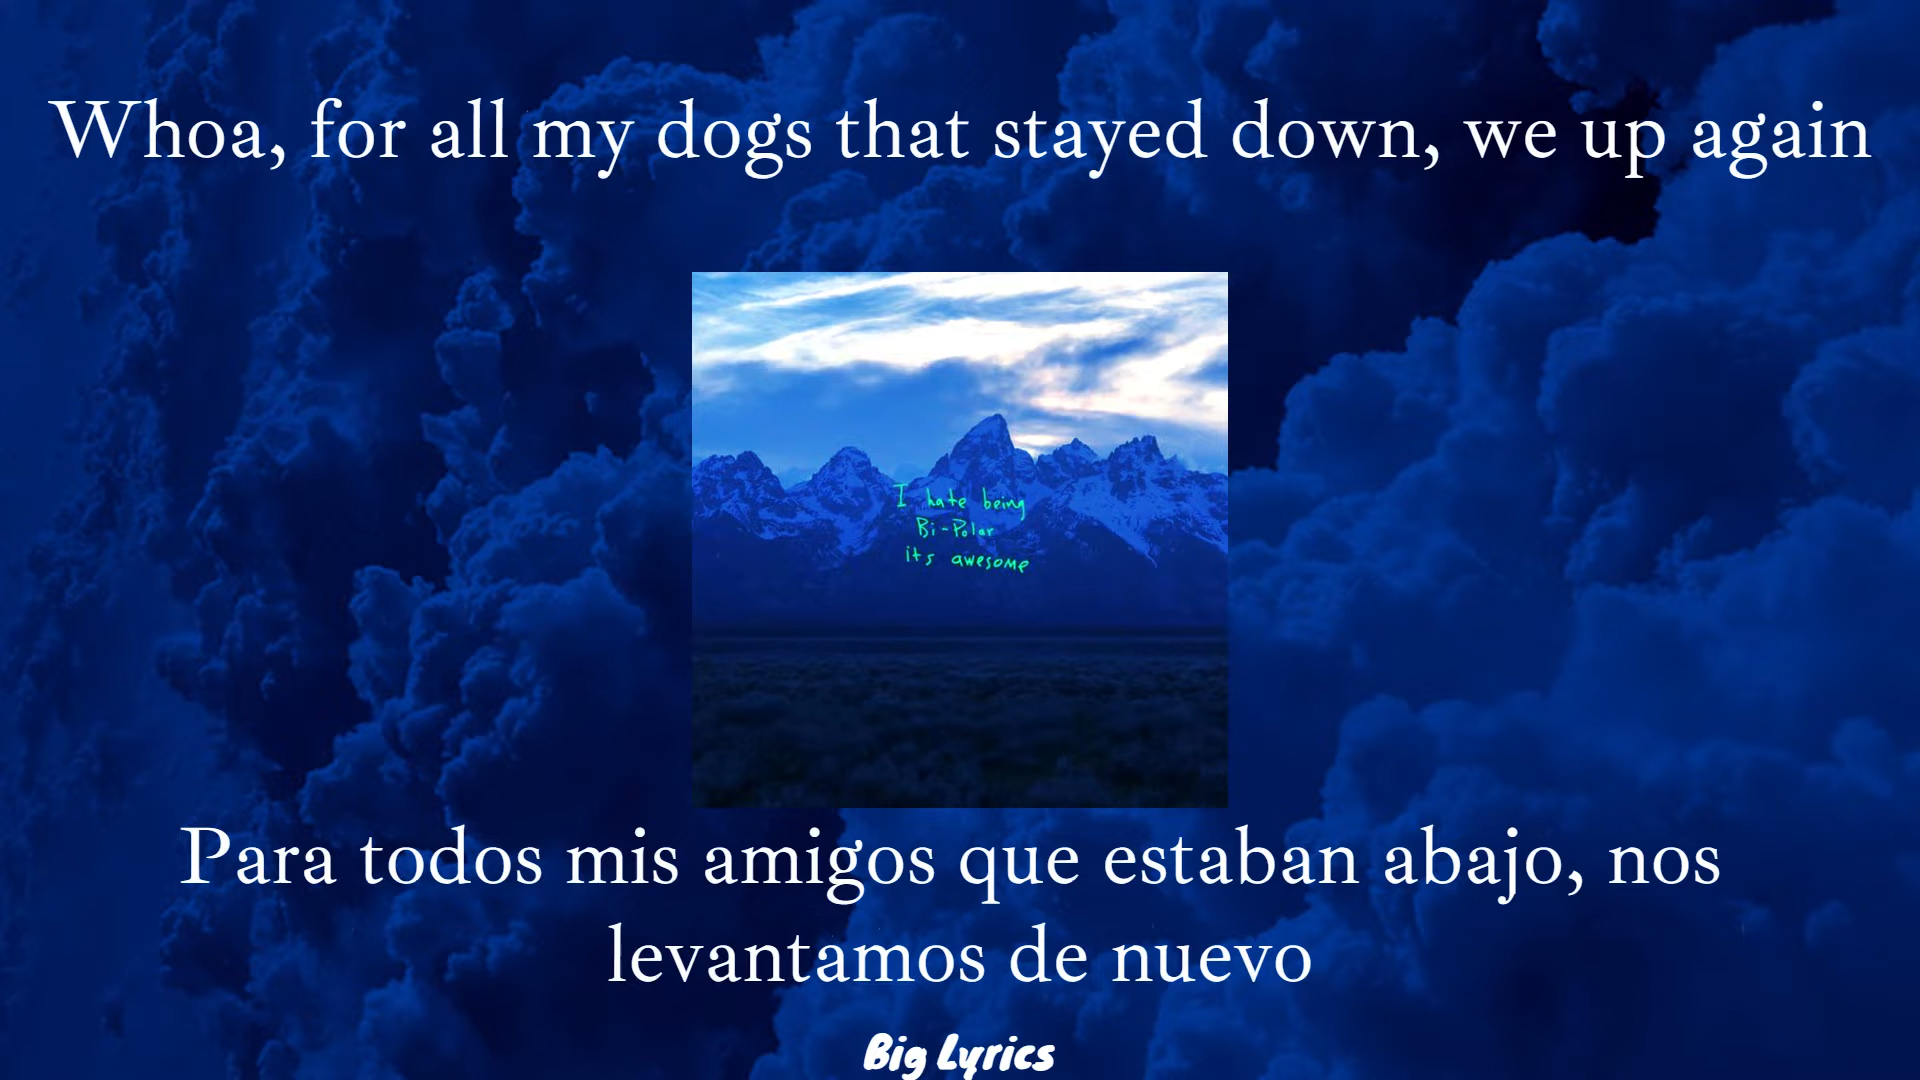 Whoa, for all my dogs that stayed down, we up again
I hate being
Bi-Polar
its awesome
Para todos mis amigos que estaban abajo, nos
levantamos de nuevo
Big Lyrics